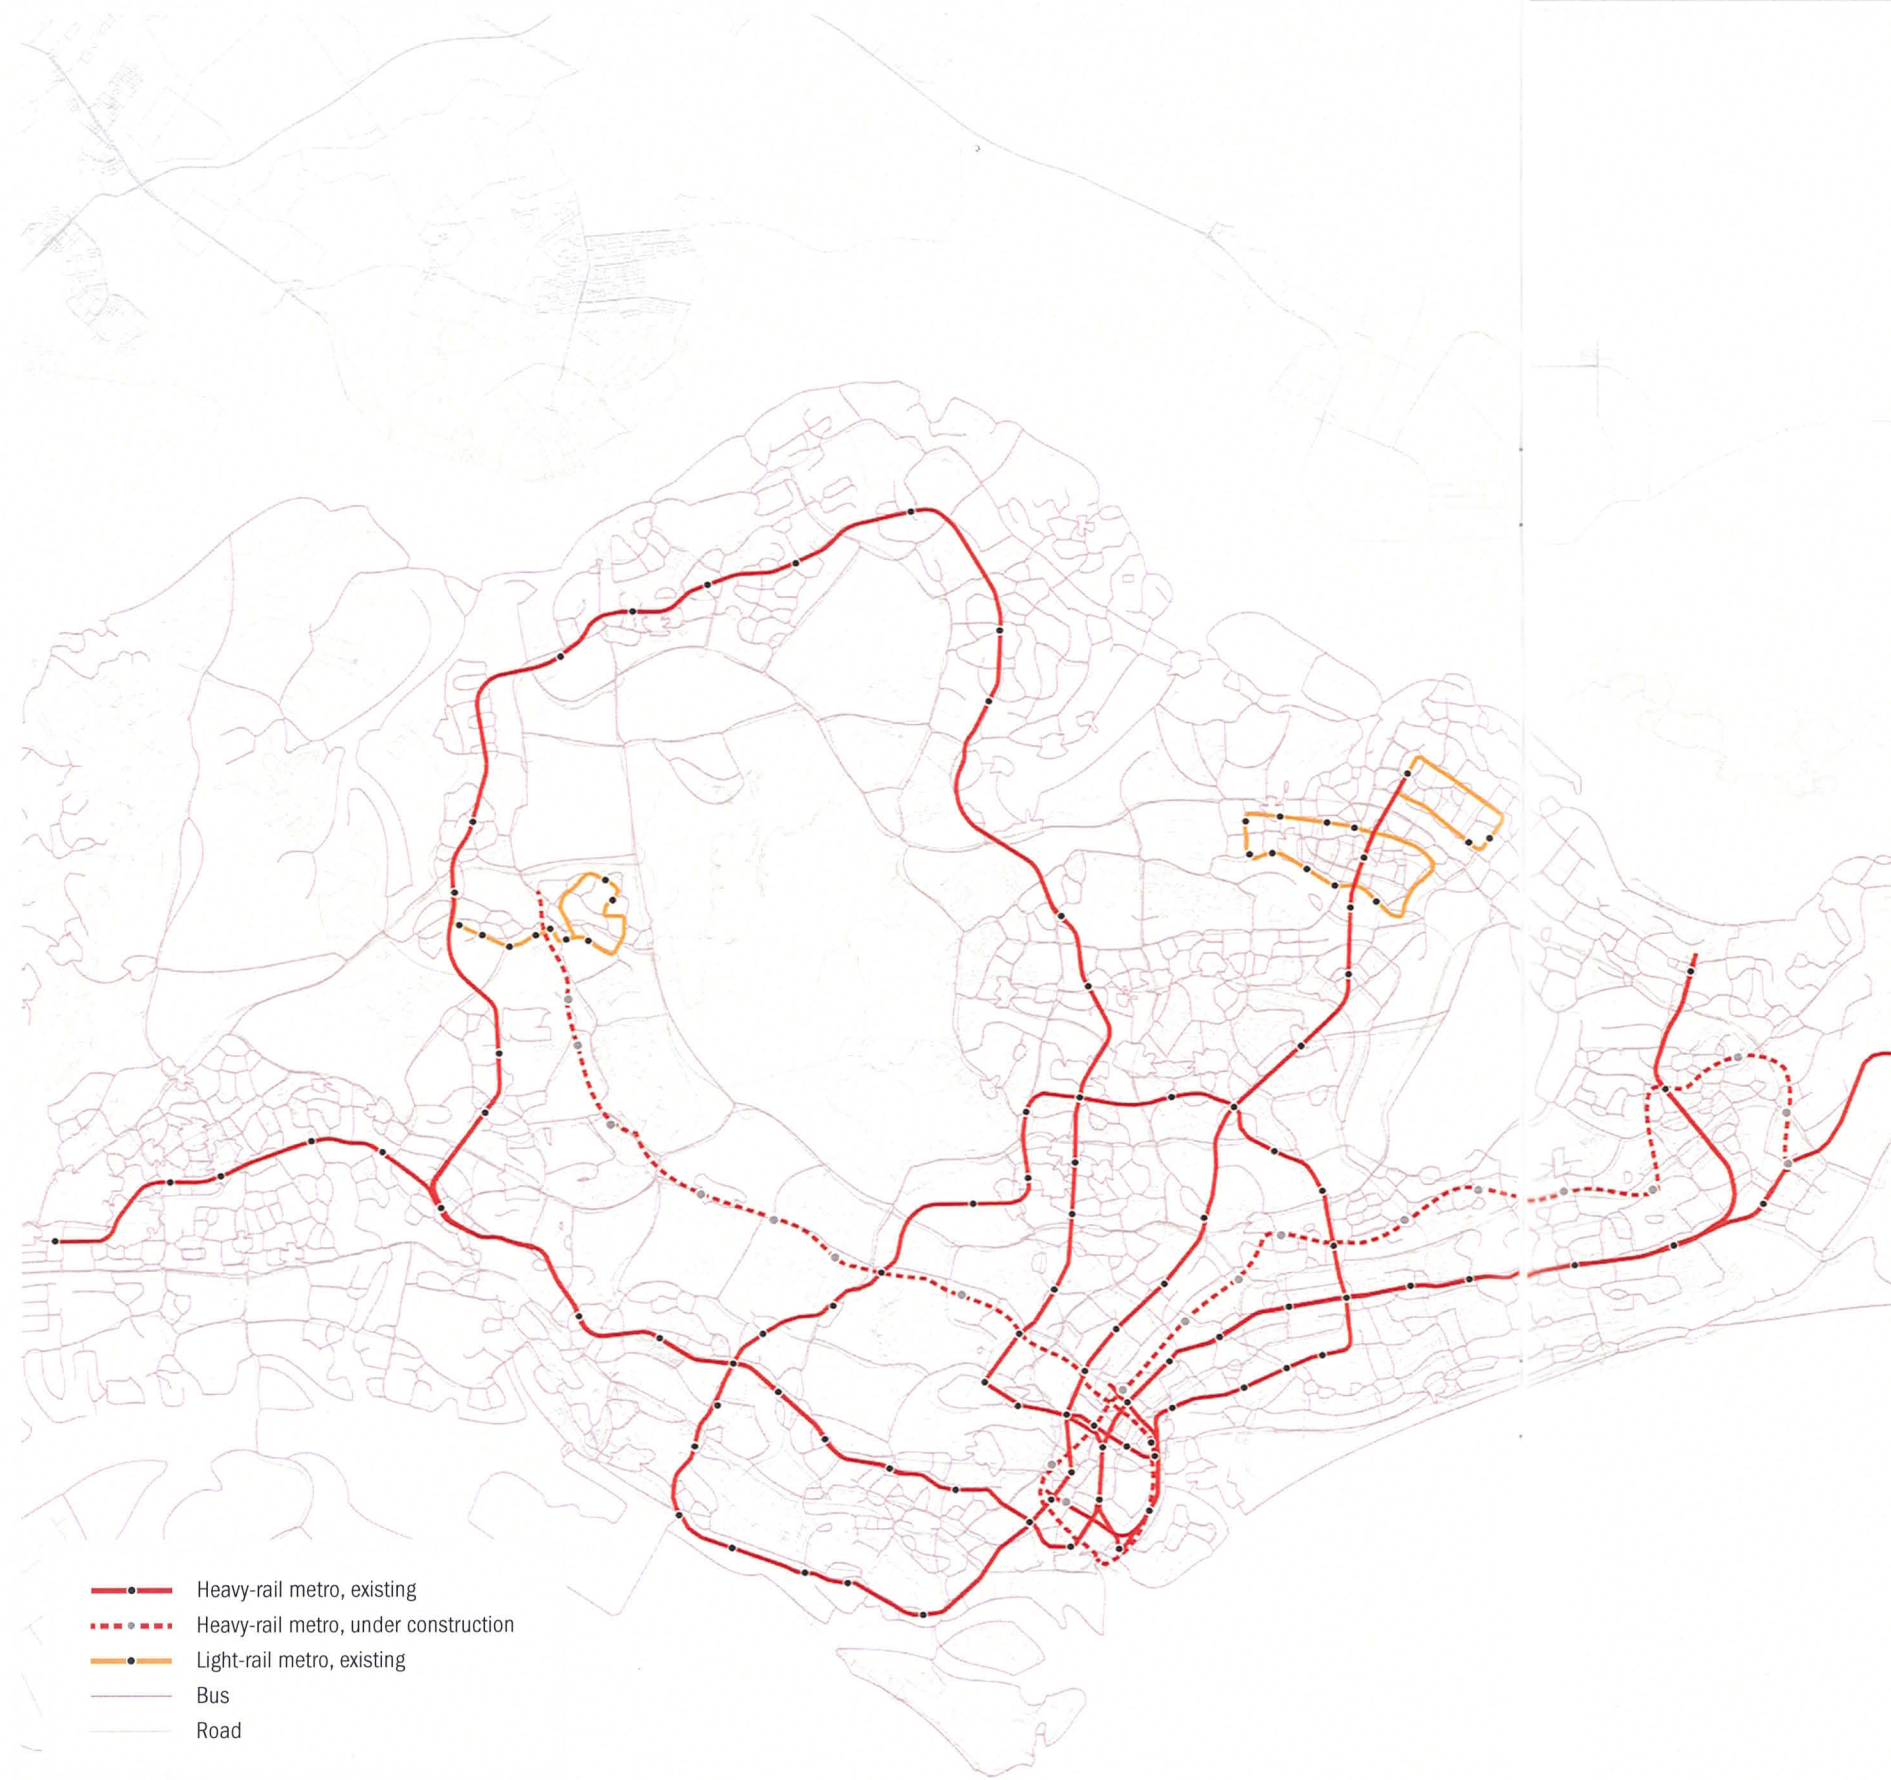 Heavy-rail metro, existing
Heavy-rail metro, under construction
Light-rail metro, existing
Bus
Road